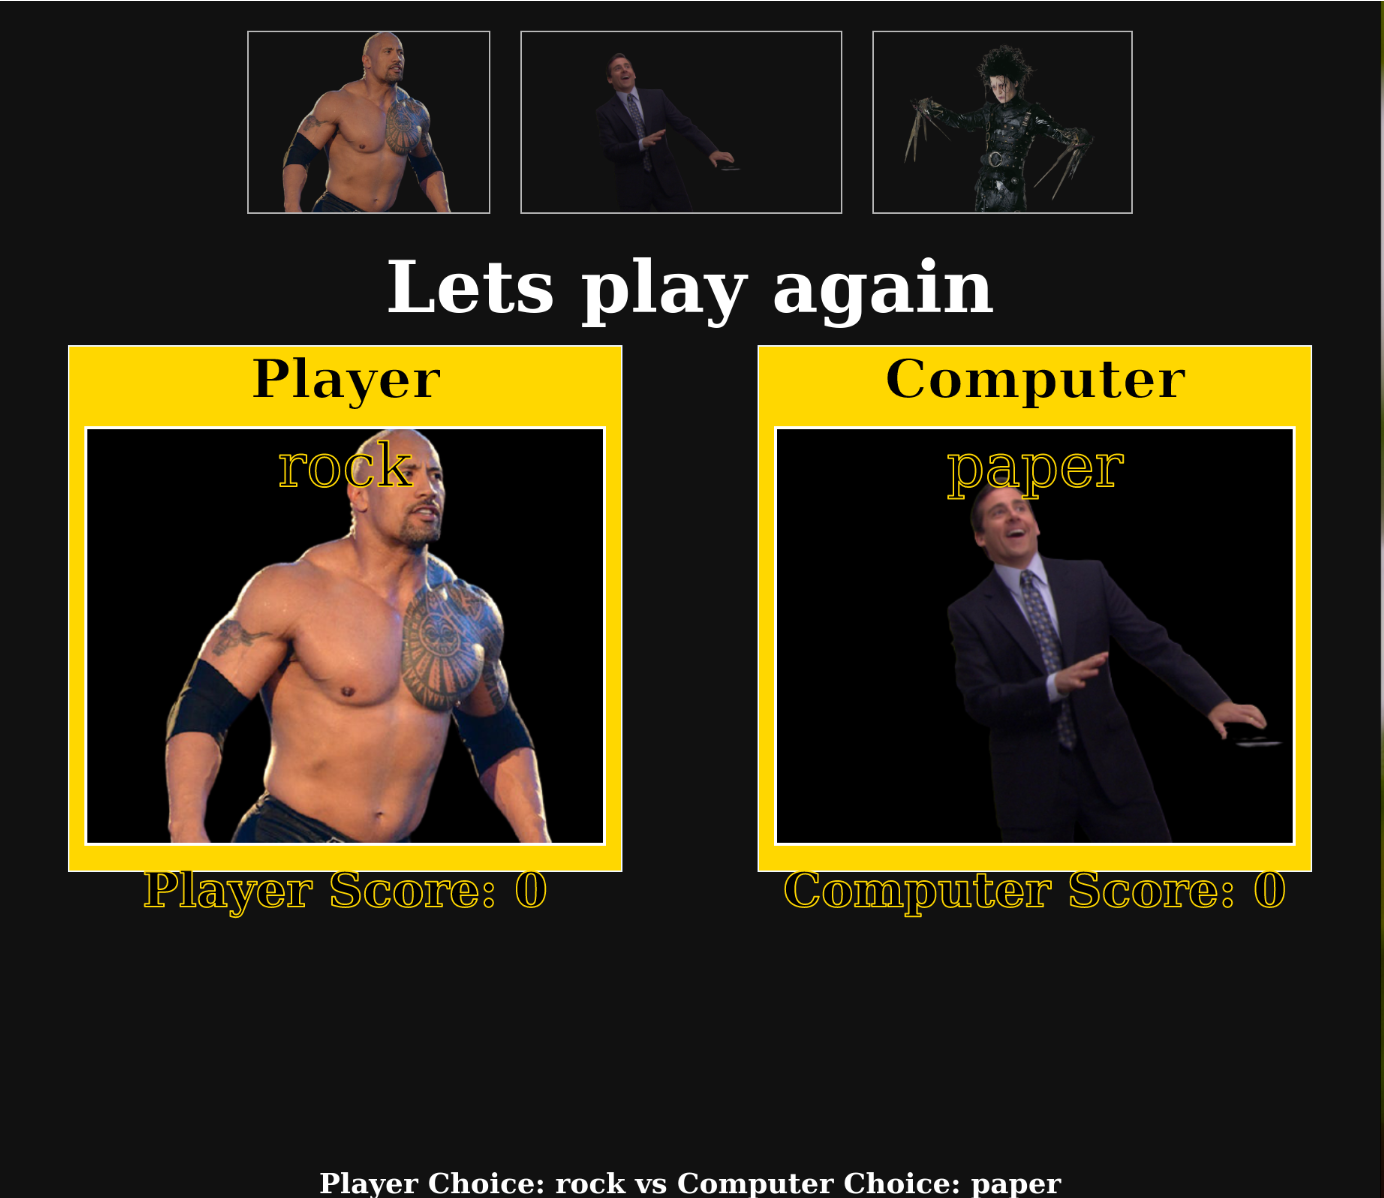 Lets play again
Player
Computer
rock
paper
Player Score: 0
Computer Score: 0
Player Choice: rock vs Computer Choice: paper